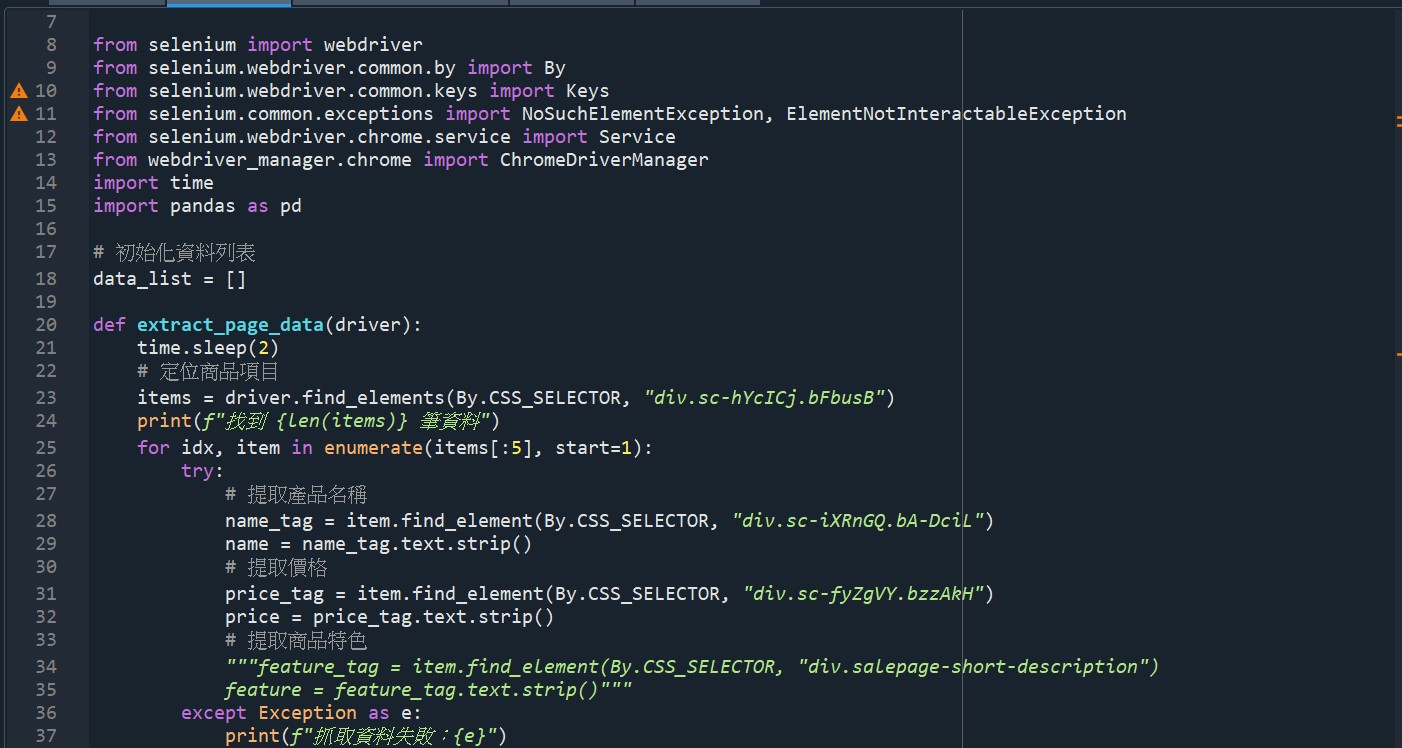 7
8 from selenium import webdriver
9 from selenium.webdriver.common.by import By
10 from selenium.webdriver.common.keys import Keys
11 from selenium.common.exceptions import NoSuchElementException, ElementNotInteractableException
12 from selenium.webdriver.chrome.service import Service
13 from webdriver_manager.chrome import ChromeDriverManager
14 import time
15 import pandas as pd
16
17 # 初始化資料列表
18 data_list = []
19
20 def extract_page_data(driver):
21     time.sleep(2)
22     # 定位商品項目
23     items = driver.find_elements(By.CSS_SELECTOR, "div.sc-hYcICj.bFbusB")
24     print(f"找到 {len(items)} 筆資料")
25     for idx, item in enumerate(items[:5], start=1):
26         try:
27             # 提取產品名稱
28             name_tag = item.find_element(By.CSS_SELECTOR, "div.sc-iXRnGQ.bA-DciL")
29             name = name_tag.text.strip()
30             # 提取價格
31             price_tag = item.find_element(By.CSS_SELECTOR, "div.sc-fyZgVY.bzzAkH")
32             price = price_tag.text.strip()
33             # 提取商品特色
34             """feature_tag = item.find_element(By.CSS_SELECTOR, "div.salepage-short-description")
35             feature = feature_tag.text.strip()"""
36         except Exception as e:
37             print(f"抓取資料失敗：{e}")